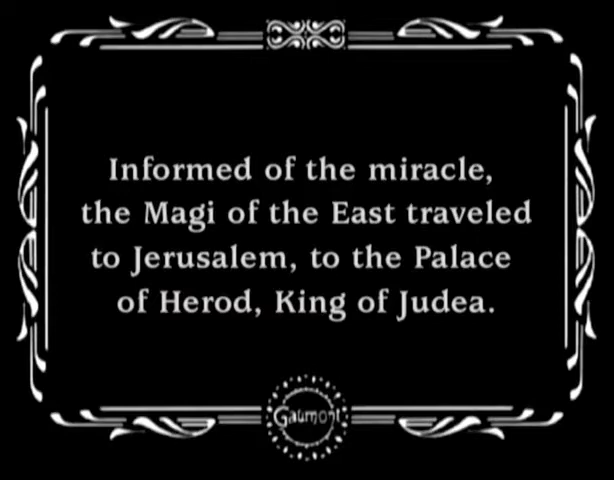 Informed of the miracle,
the Magi of the East traveled
to Jerusalem, to the Palace
of Herod, King of Judea.
Gaumont